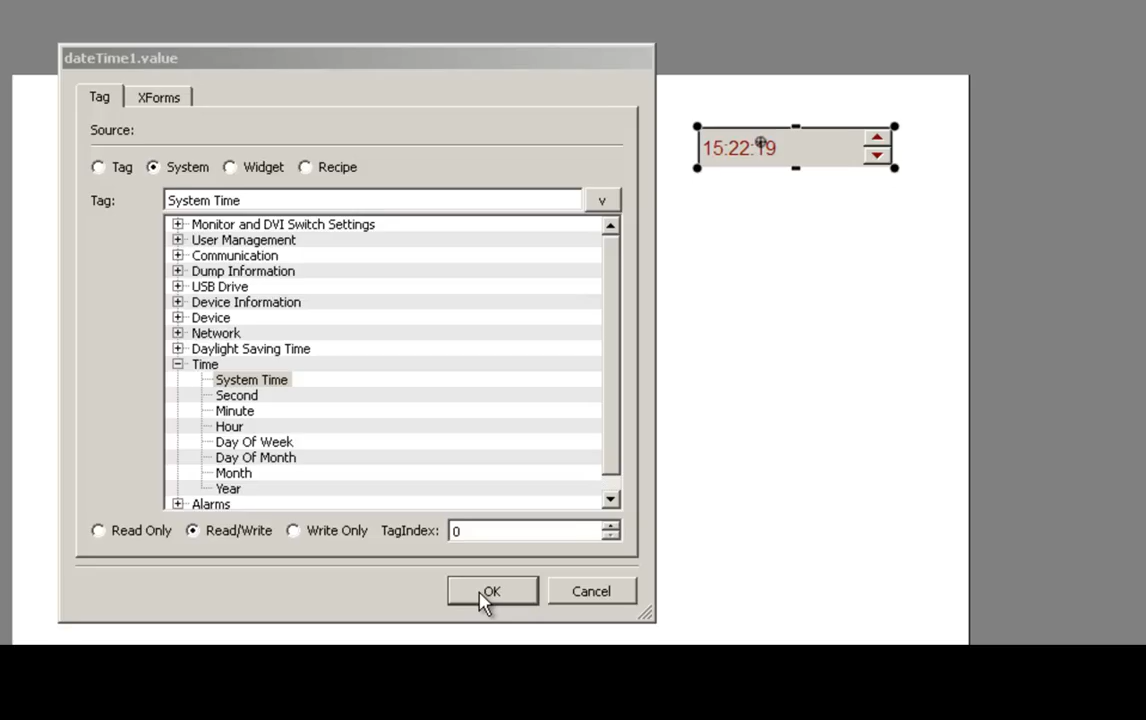 dateTime1.value
Tag XForms
15:22:19
Source:
Tag System Widget Recipe
Tag: System Time v
Monitor and DVI Switch Settings
User Management
Communication
Dump Information
USB Drive
Device Information
Device
Network
Daylight Saving Time
Time
System Time
Second
Minute
Hour
Day Of Week
Day Of Month
Month
Year
Alarms
Read Only Read/Write Write Only TagIndex: 0
OK Cancel